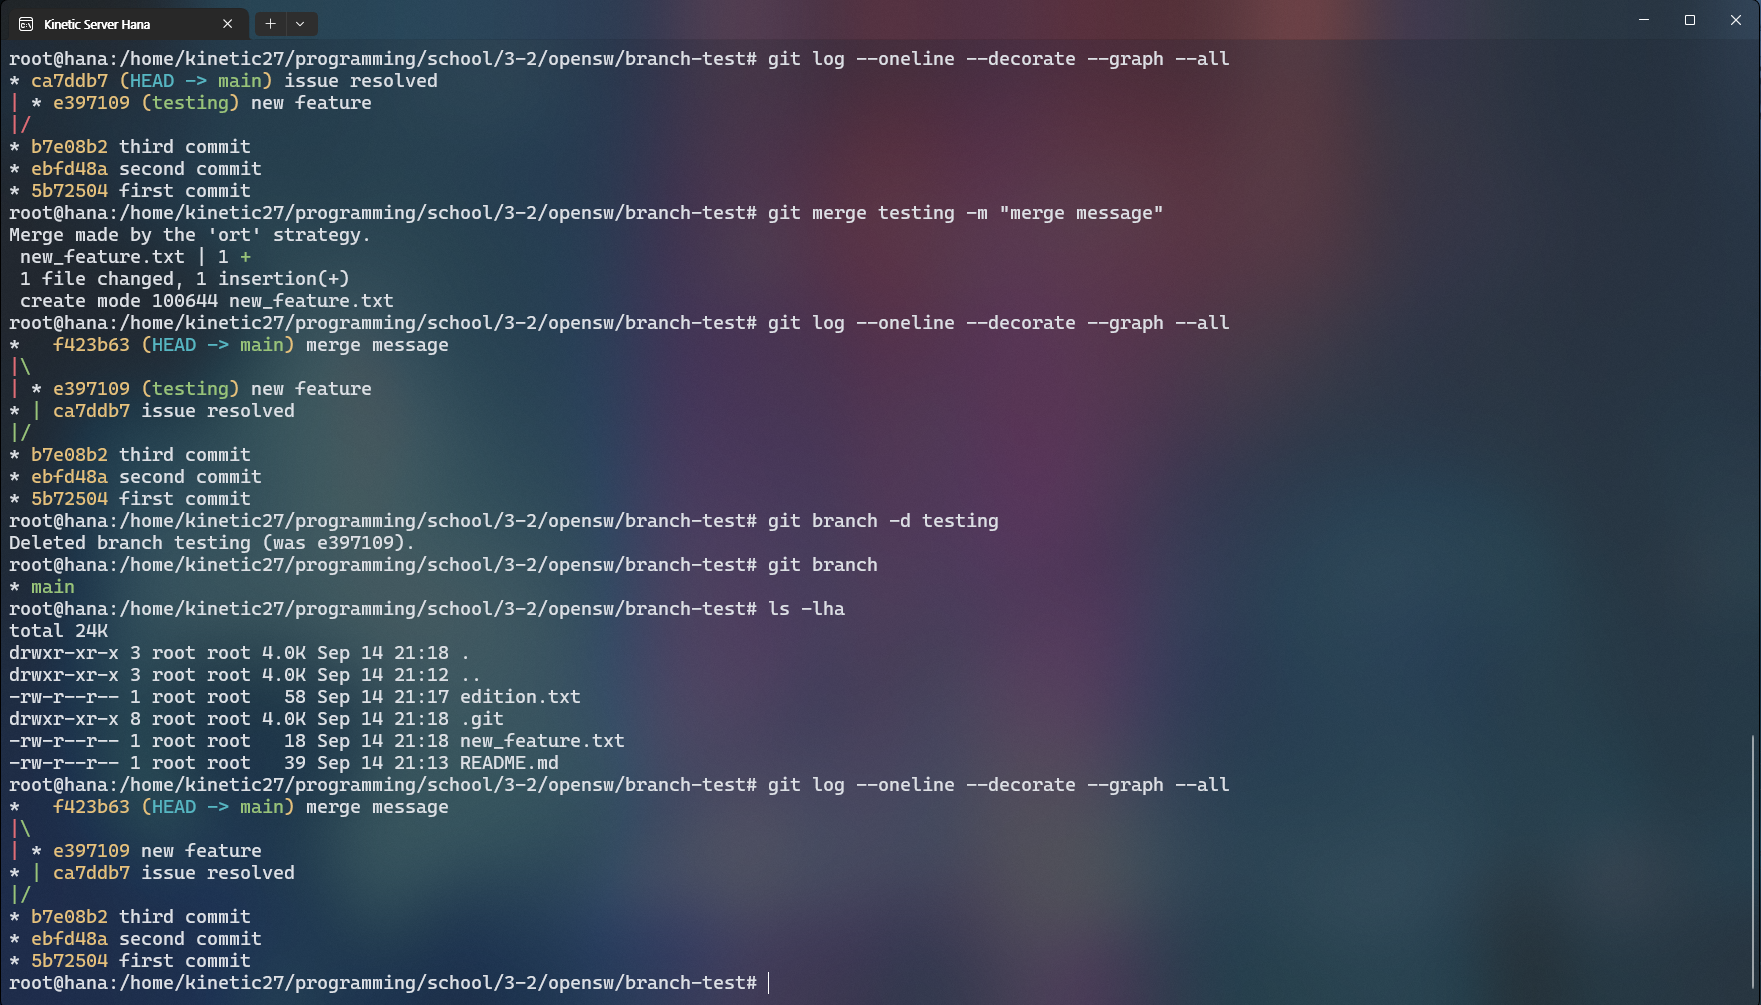 Kinetic Server Hana
root@hana:/home/kinetic27/programming/school/3-2/opensw/branch-test# git log --oneline --decorate --graph --all
* ca7ddb7 (HEAD -> main) issue resolved
| * e397109 (testing) new feature
|/
* b7e08b2 third commit
* ebfd48a second commit
* 5b72504 first commit
root@hana:/home/kinetic27/programming/school/3-2/opensw/branch-test# git merge testing -m "merge message"
Merge made by the 'ort' strategy.
 new_feature.txt | 1 +
 1 file changed, 1 insertion(+)
 create mode 100644 new_feature.txt
root@hana:/home/kinetic27/programming/school/3-2/opensw/branch-test# git log --oneline --decorate --graph --all
*   f423b63 (HEAD -> main) merge message
|\
| * e397109 (testing) new feature
* | ca7ddb7 issue resolved
|/
* b7e08b2 third commit
* ebfd48a second commit
* 5b72504 first commit
root@hana:/home/kinetic27/programming/school/3-2/opensw/branch-test# git branch -d testing
Deleted branch testing (was e397109).
root@hana:/home/kinetic27/programming/school/3-2/opensw/branch-test# git branch
* main
root@hana:/home/kinetic27/programming/school/3-2/opensw/branch-test# ls -lha
total 24K
drwxr-xr-x 3 root root 4.0K Sep 14 21:18 .
drwxr-xr-x 3 root root 4.0K Sep 14 21:12 ..
-rw-r--r-- 1 root root   58 Sep 14 21:17 edition.txt
drwxr-xr-x 8 root root 4.0K Sep 14 21:18 .git
-rw-r--r-- 1 root root   18 Sep 14 21:18 new_feature.txt
-rw-r--r-- 1 root root   39 Sep 14 21:13 README.md
root@hana:/home/kinetic27/programming/school/3-2/opensw/branch-test# git log --oneline --decorate --graph --all
*   f423b63 (HEAD -> main) merge message
|\
| * e397109 new feature
* | ca7ddb7 issue resolved
|/
* b7e08b2 third commit
* ebfd48a second commit
* 5b72504 first commit
root@hana:/home/kinetic27/programming/school/3-2/opensw/branch-test#